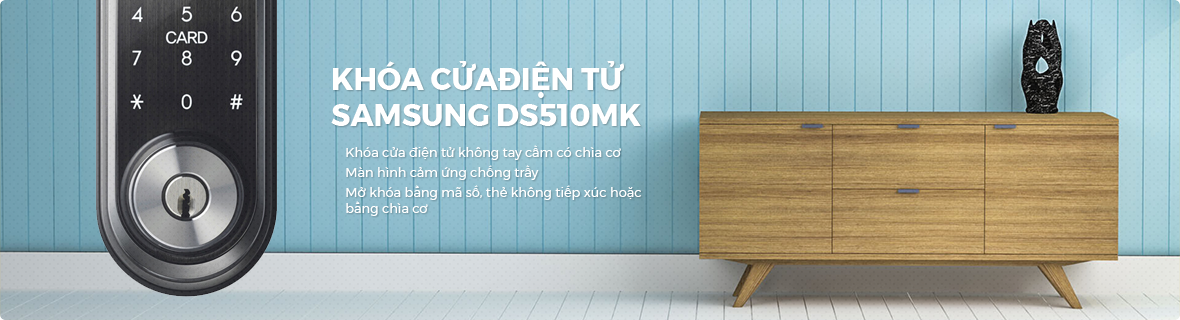 4 5 6
CARD
7 8 9
* 0 #
KHÓA CỬAĐIỆN TỬ
SAMSUNG DS510MK
Khóa cửa điện tử không tay cầm có chìa cơ
Màn hình cảm ứng chống trầy
Mở khóa bằng mã số, thẻ không tiếp xúc hoặc
bằng chìa cơ